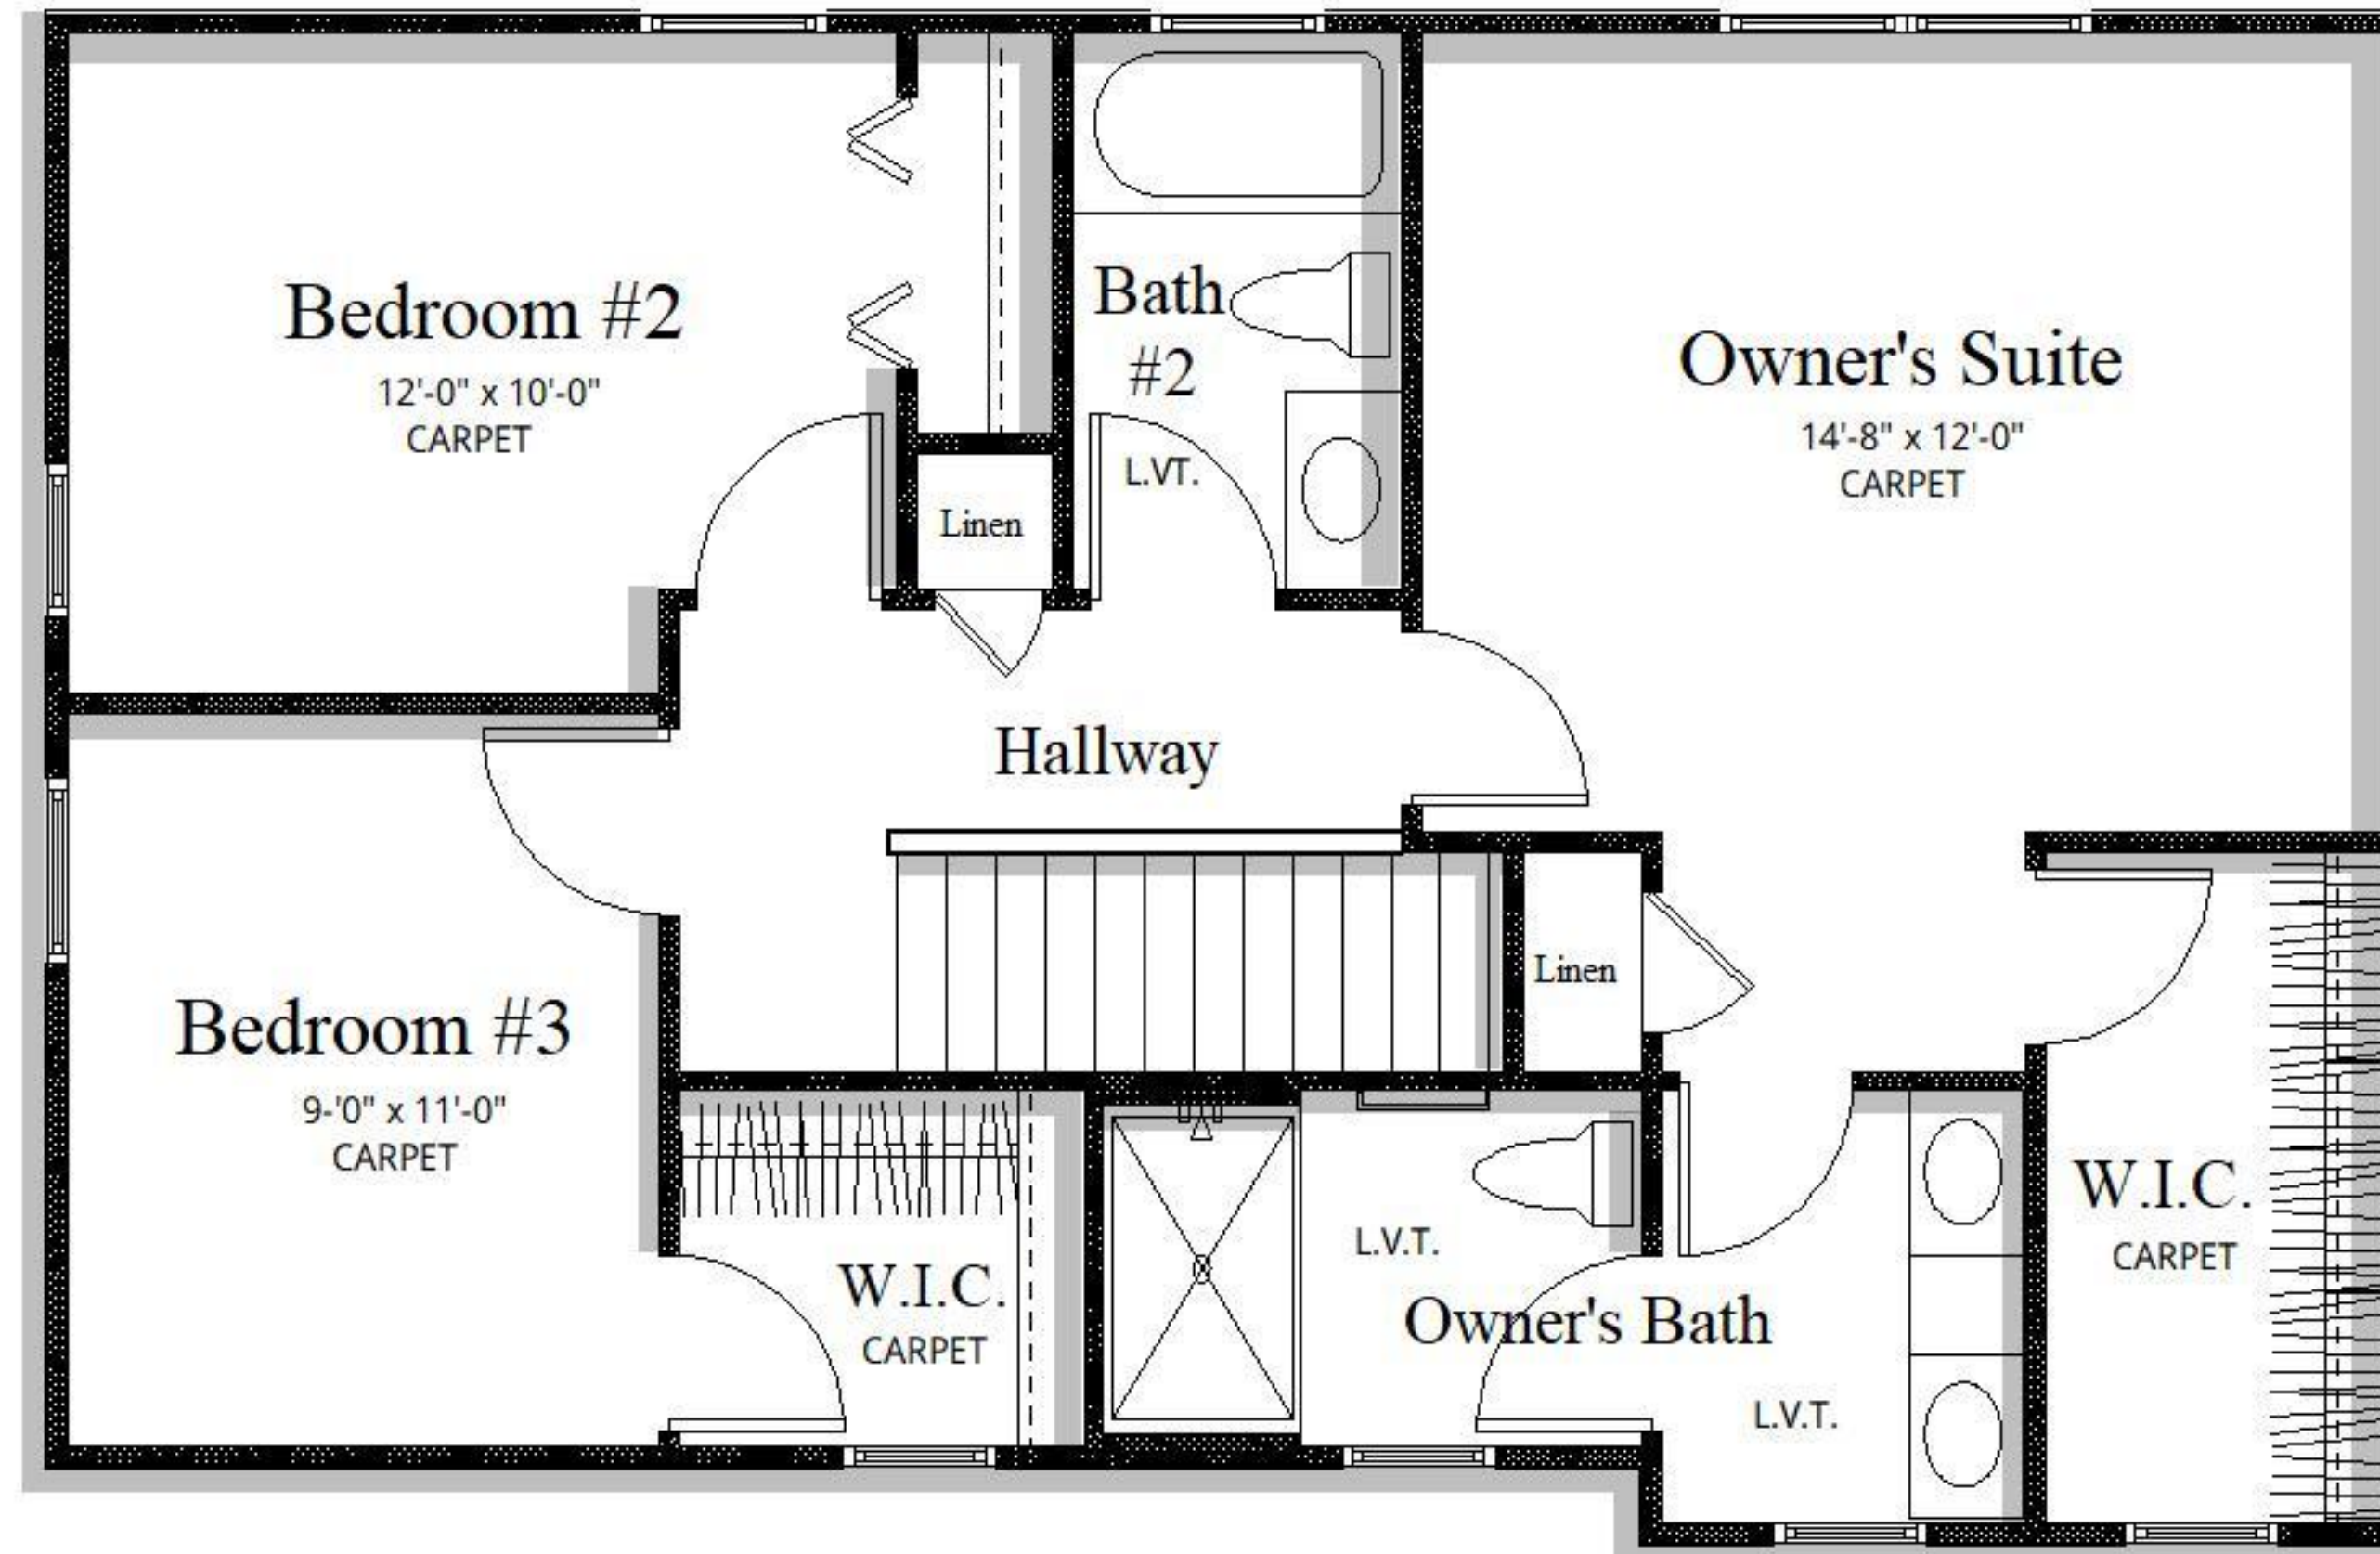 Bedroom #2
12'-0" x 10'-0"
CARPET
Bath
#2
L.VT.
Linen
Owner's Suite
14'-8" x 12'-0"
CARPET
Hallway
Linen
Bedroom #3
9-'0" x 11'-0"
CARPET
W.I.C.
CARPET
L.V.T.
Owner's Bath
L.V.T.
W.I.C.
CARPET